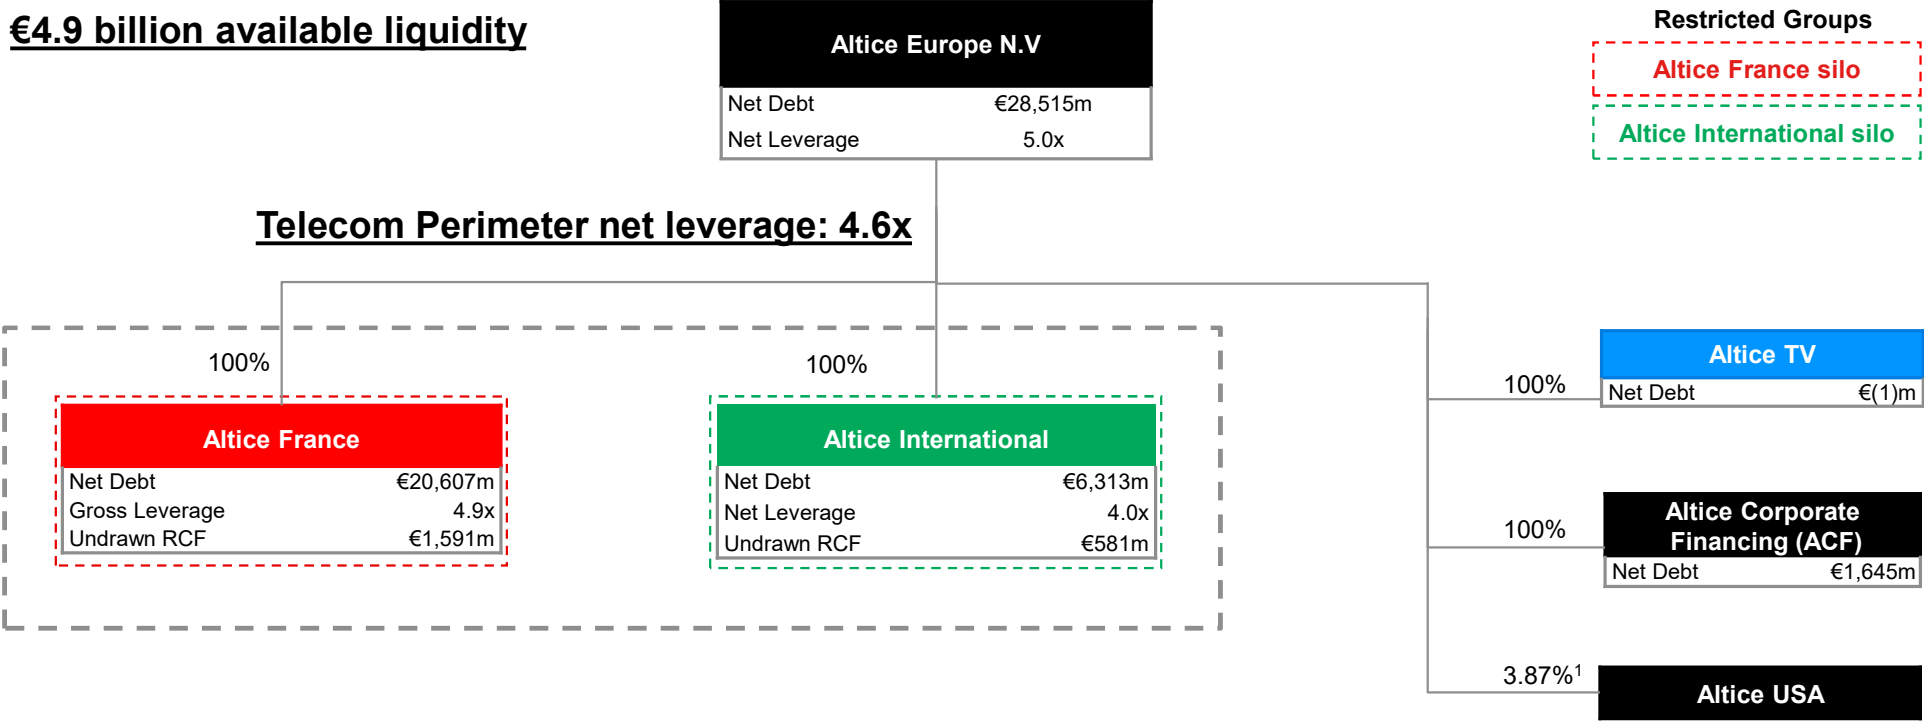 €4.9 billion available liquidity
Altice Europe N.V
Net Debt €28,515m
Net Leverage 5.0x
Restricted Groups
Altice France silo
Altice International silo
Telecom Perimeter net leverage: 4.6x
100%
Altice France
Net Debt €20,607m
Gross Leverage 4.9x
Undrawn RCF €1,591m
100%
Altice International
Net Debt €6,313m
Net Leverage 4.0x
Undrawn RCF €581m
100%
Altice TV
Net Debt €(1)m
100%
Altice Corporate
Financing (ACF)
Net Debt €1,645m
3.87%¹
Altice USA